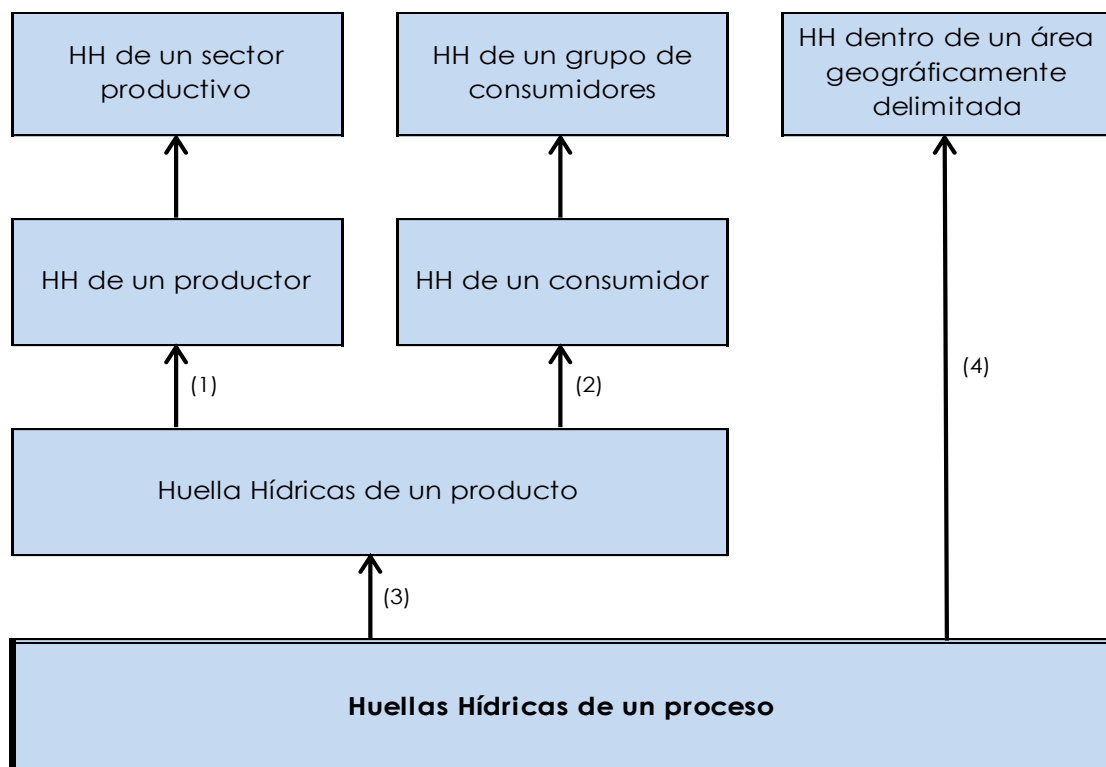 HH de un sector
productivo
HH de un grupo de
consumidores
HH dentro de un área
geográficamente
delimitada
HH de un productor
HH de un consumidor
(1)
(2)
(4)
Huella Hídricas de un producto
(3)
Huellas Hídricas de un proceso